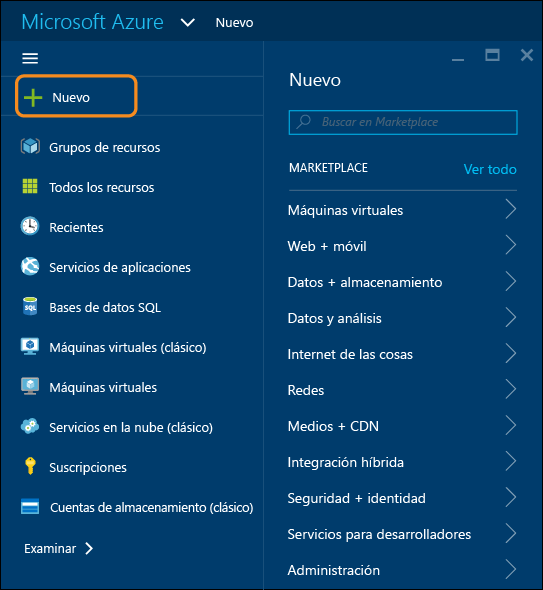 Microsoft Azure Nuevo
Nuevo
Grupos de recursos
Todos los recursos
Recientes
Servicios de aplicaciones
Bases de datos SQL
Máquinas virtuales (clásico)
Máquinas virtuales
Servicios en la nube (clásico)
Suscripciones
Cuentas de almacenamiento (clásico)
Examinar
Nuevo
Buscar en Marketplace
MARKETPLACE Ver todo
Máquinas virtuales
Web + móvil
Datos + almacenamiento
Datos y análisis
Internet de las cosas
Redes
Medios + CDN
Integración híbrida
Seguridad + identidad
Servicios para desarrolladores
Administración